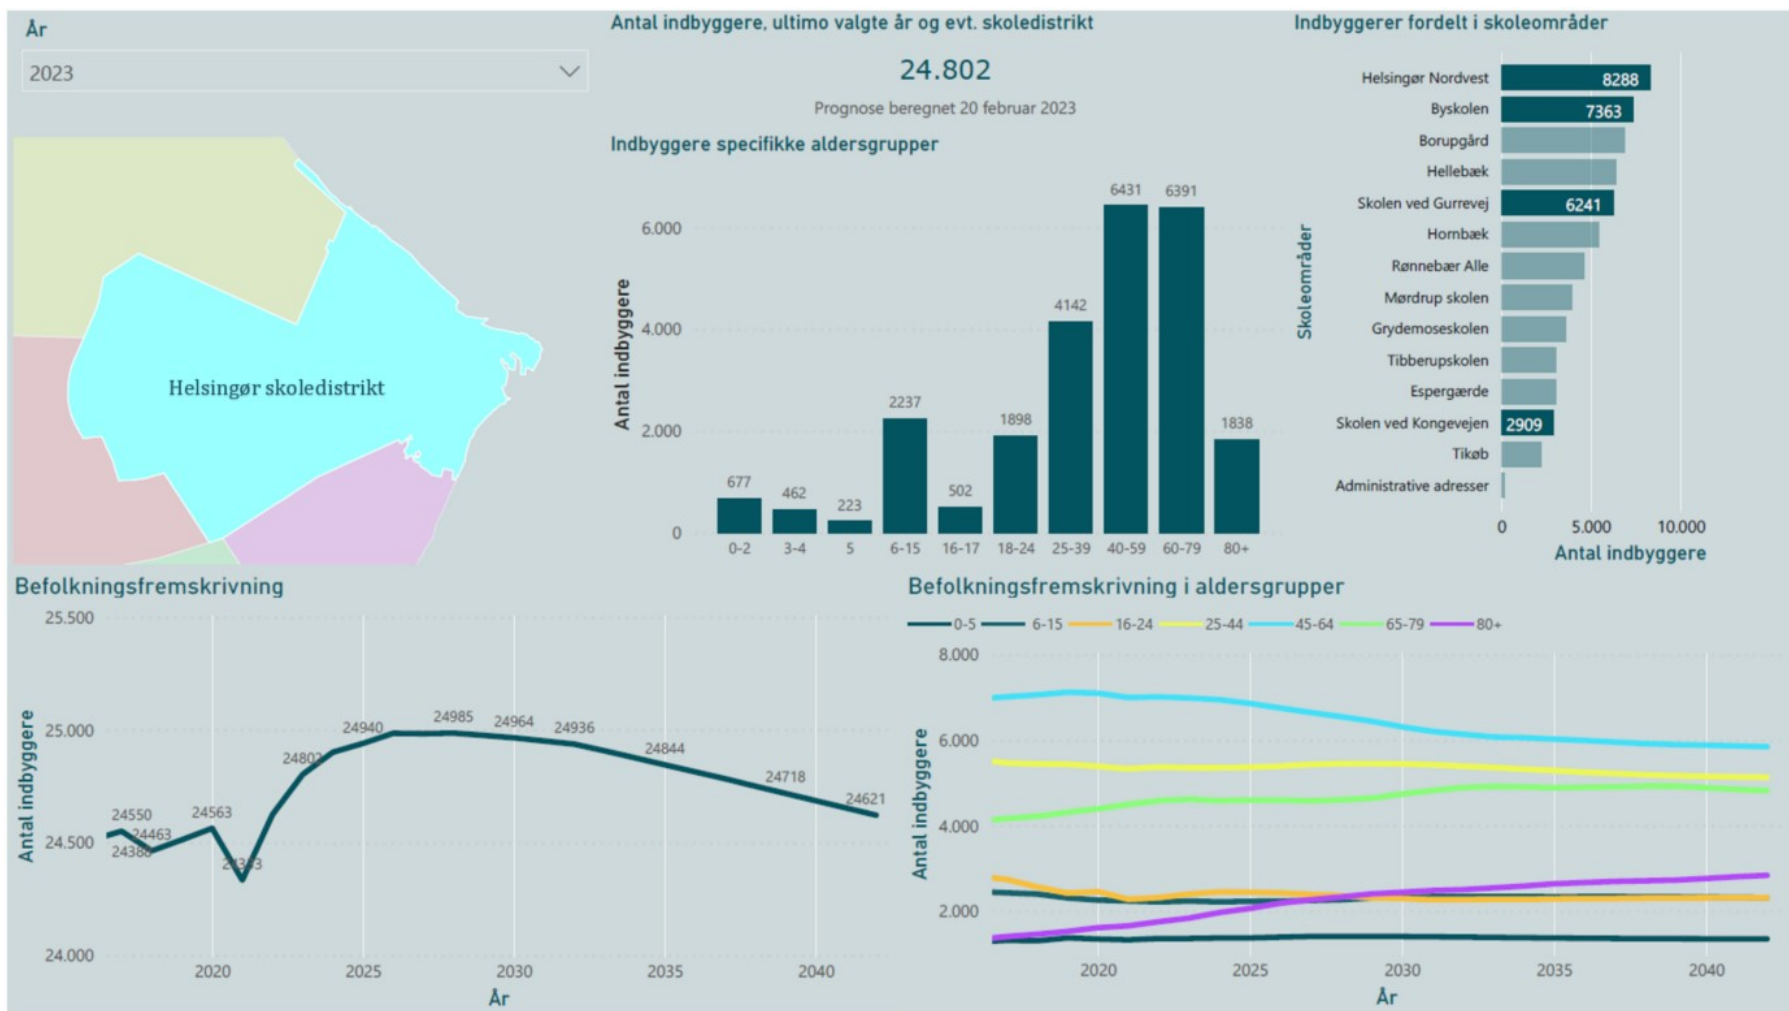 År
2023
Helsingør skoledistrikt
Antal indbyggere, ultimo valgte år og evt. skoledistrikt
24.802
Prognose beregnet 20 februar 2023
Indbyggere specifikke aldersgrupper
Antal indbyggere
6.000
4.000
2.000
0
677
462
223
2237
502
1898
4142
6431
6391
1838
0-2
3-4
5
6-15
16-17
18-24
25-39
40-59
60-79
80+
Indbyggerer fordelt i skoleområder
Skoleområder
Helsingør Nordvest 8288
Byskolen 7363
Borupgård
Hellebæk
Skolen ved Gurrevej 6241
Hornbæk
Rønnebær Alle
Mørdrup skolen
Grydemoseskolen
Tibberupskolen
Espergærde
Skolen ved Kongevejen 2909
Tikøb
Administrative adresser
0 5.000 10.000
Antal indbyggere
Befolkningsfremskrivning
Antal indbyggere
25.500
25.000
24.500
24.000
24550
24463
24563
24802
24940
24985
24964
24936
24844
24718
24621
2020 2025 2030 2035 2040
År
Befolkningsfremskrivning i aldersgrupper
0-5 6-15 16-24 25-44 45-64 65-79 80+
Antal indbyggere
8.000
6.000
4.000
2.000
2020 2025 2030 2035 2040
År